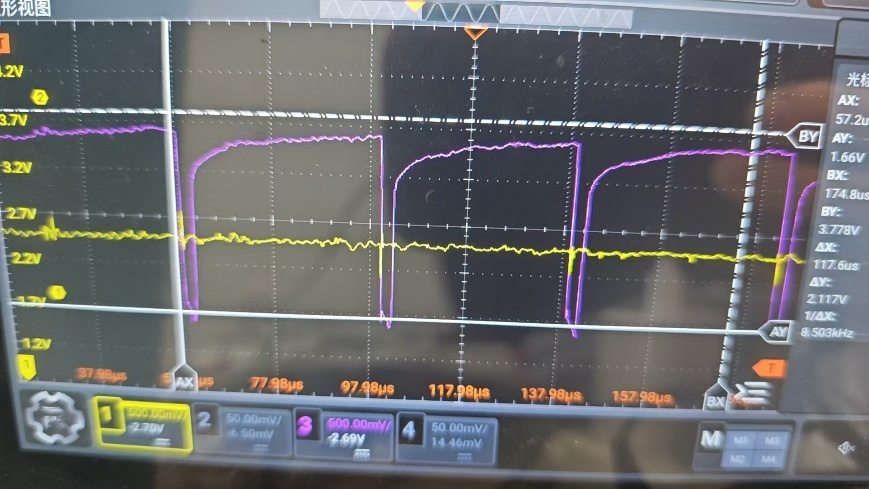 形视图
T
4.2V
2
3.7V
3.2V
2.7V
2.2V
1
1.7V
1.2V
1
37.98μs
77.98μs
97.98μs
117.98μs
137.98μs
157.98μs
AX
BX
BY
AY
T
光标
AX:
57.2u
AY:
1.66V
BX:
174.8us
BY:
3.778V
ΔX:
117.6us
ΔY:
2.117V
1/ΔX:
8.503kHz
1
500.00mV/
-2.70V
2
50.00mV/
-6.50mV
3
500.00mV/
-2.69V
4
50.00mV/
14.46mV
M
M1
M3
M2
M4